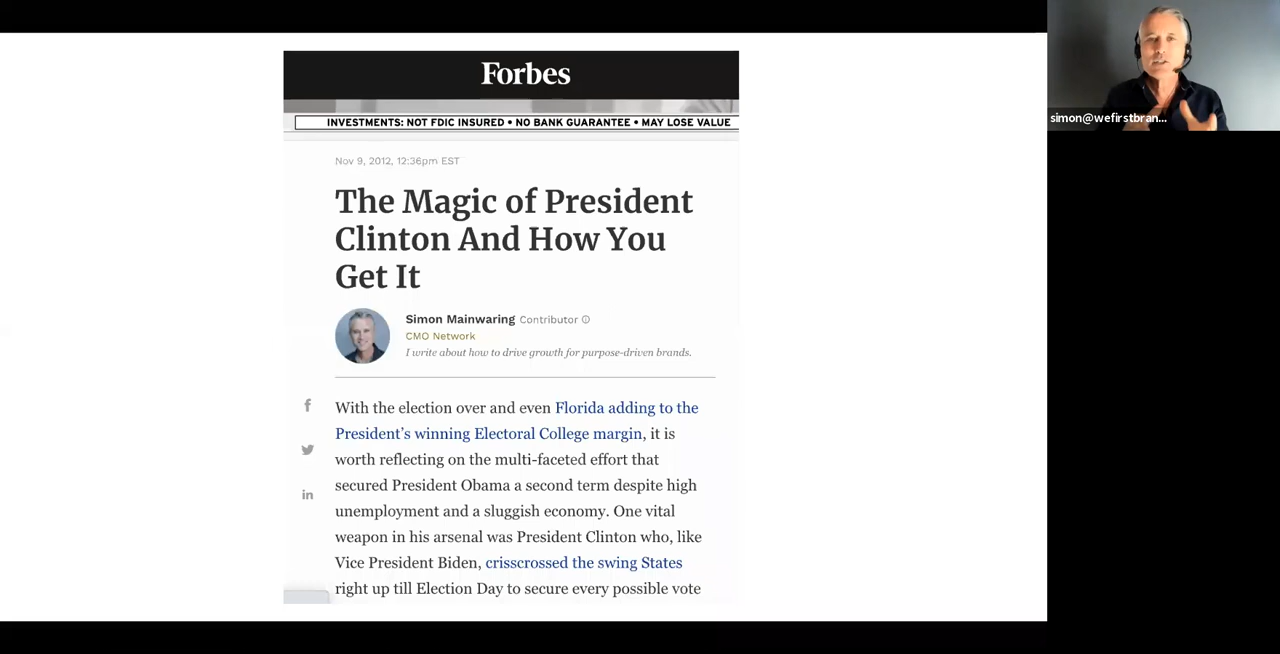 Forbes
INVESTMENTS: NOT FDIC INSURED • NO BANK GUARANTEE • MAY LOSE VALUE
Nov 9, 2012, 12:36pm EST
The Magic of President
Clinton And How You
Get It
Simon Mainwaring Contributor
CMO Network
I write about how to drive growth for purpose-driven brands.
With the election over and even Florida adding to the
President’s winning Electoral College margin, it is
worth reflecting on the multi-faceted effort that
secured President Obama a second term despite high
unemployment and a sluggish economy. One vital
weapon in his arsenal was President Clinton who, like
Vice President Biden, crisscrossed the swing States
right up till Election Day to secure every possible vote
simon@wefirstbran...